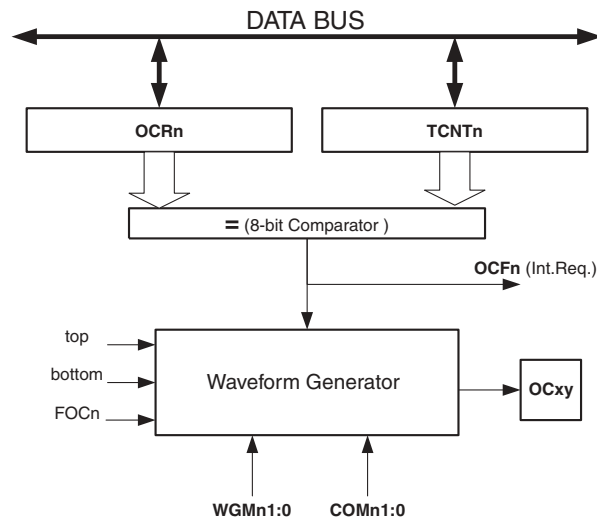 DATA BUS
OCRn
TCNTn
= (8-bit Comparator )
OCFn (Int.Req.)
top
bottom
FOCn
Waveform Generator
OCxy
WGMn1:0
COMn1:0